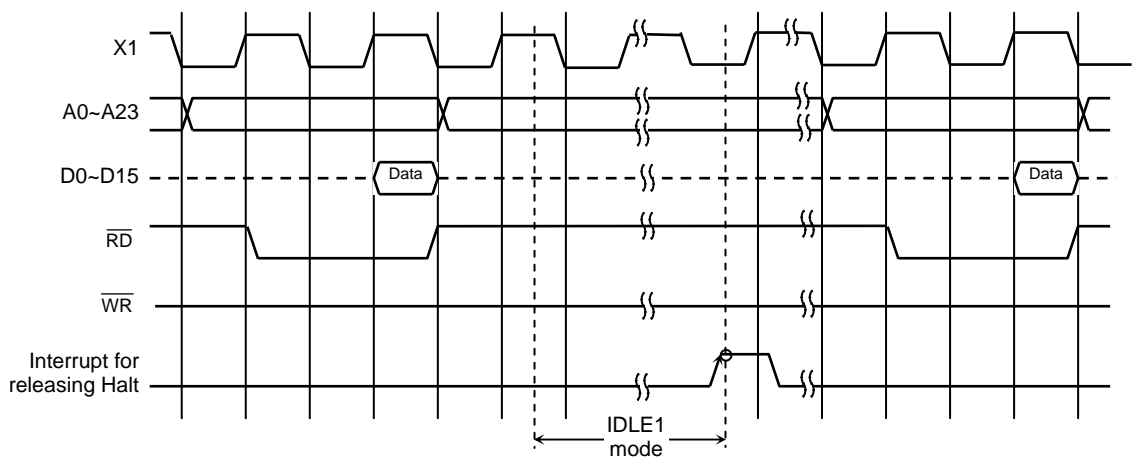 X1
A0~A23
D0~D15
Data
Data
RD
WR
Interrupt for
releasing Halt
IDLE1
mode